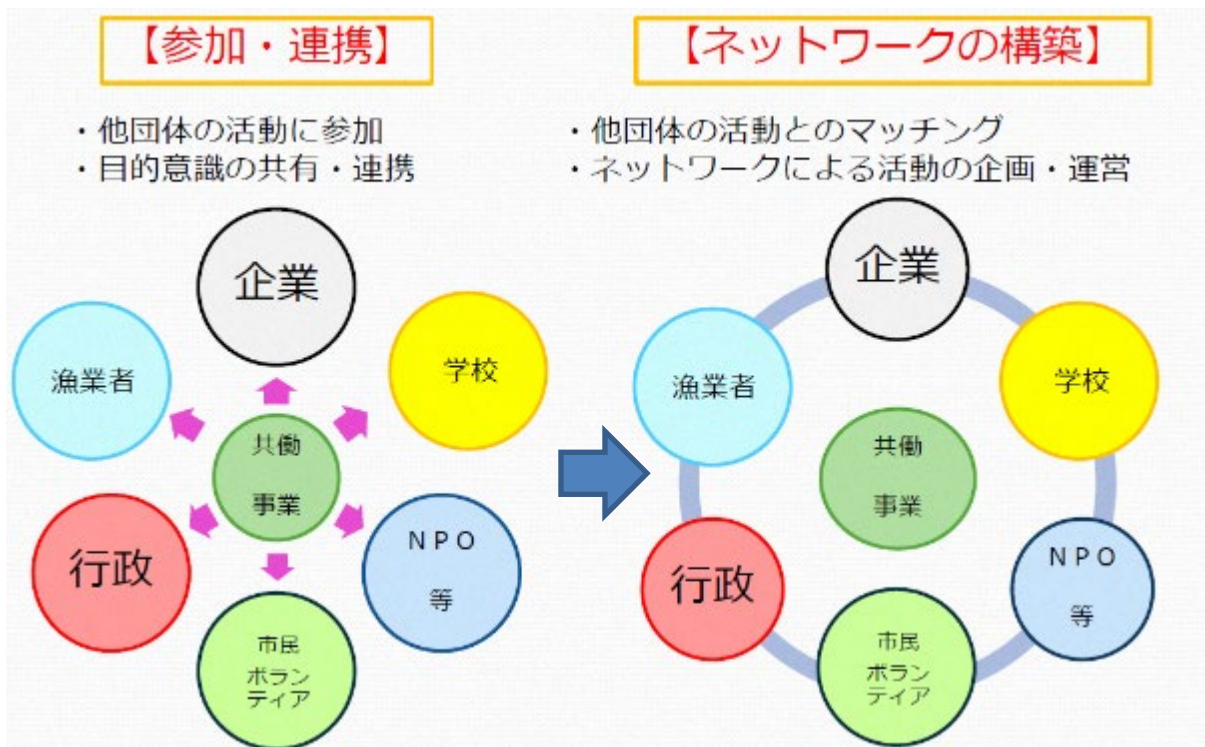 【参加・連携】
・他団体の活動に参加
・目的意識の共有・連携
企業
漁業者
学校
共働
事業
行政
ＮＰＯ
等
市民
ボラン
ティア
【ネットワークの構築】
・他団体の活動とのマッチング
・ネットワークによる活動の企画・運営
企業
漁業者
学校
共働
事業
行政
ＮＰＯ
等
市民
ボラン
ティア